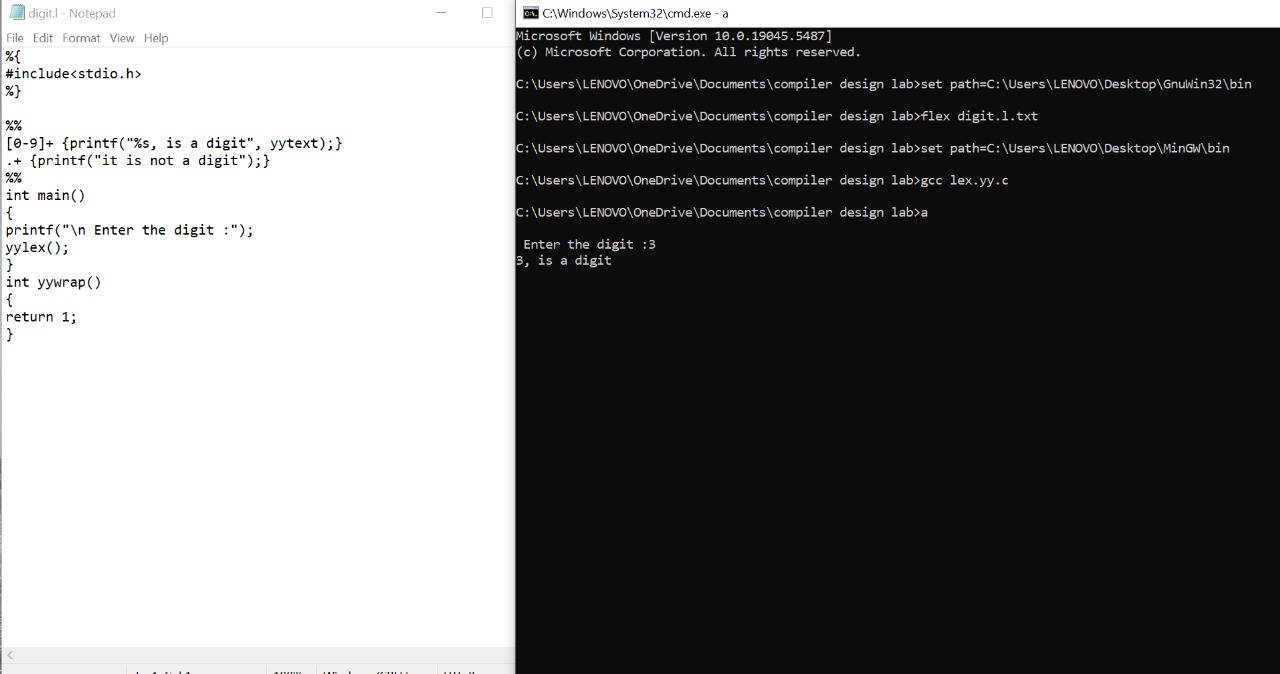 digit.l - Notepad
File Edit Format View Help
%{
#include<stdio.h>
%}
%%
[0-9]+ {printf("%s, is a digit", yytext);}
.+ {printf("it is not a digit");}
%%
int main()
{
printf("\n Enter the digit :");
yylex();
}
int yywrap()
{
return 1;
}
C:\Windows\System32\cmd.exe - a
Microsoft Windows [Version 10.0.19045.5487]
(c) Microsoft Corporation. All rights reserved.
C:\Users\LENOVO\OneDrive\Documents\compiler design lab>set path=C:\Users\LENOVO\Desktop\GnuWin32\bin
C:\Users\LENOVO\OneDrive\Documents\compiler design lab>flex digit.l.txt
C:\Users\LENOVO\OneDrive\Documents\compiler design lab>set path=C:\Users\LENOVO\Desktop\MinGW\bin
C:\Users\LENOVO\OneDrive\Documents\compiler design lab>gcc lex.yy.c
C:\Users\LENOVO\OneDrive\Documents\compiler design lab>a
Enter the digit :3
3, is a digit